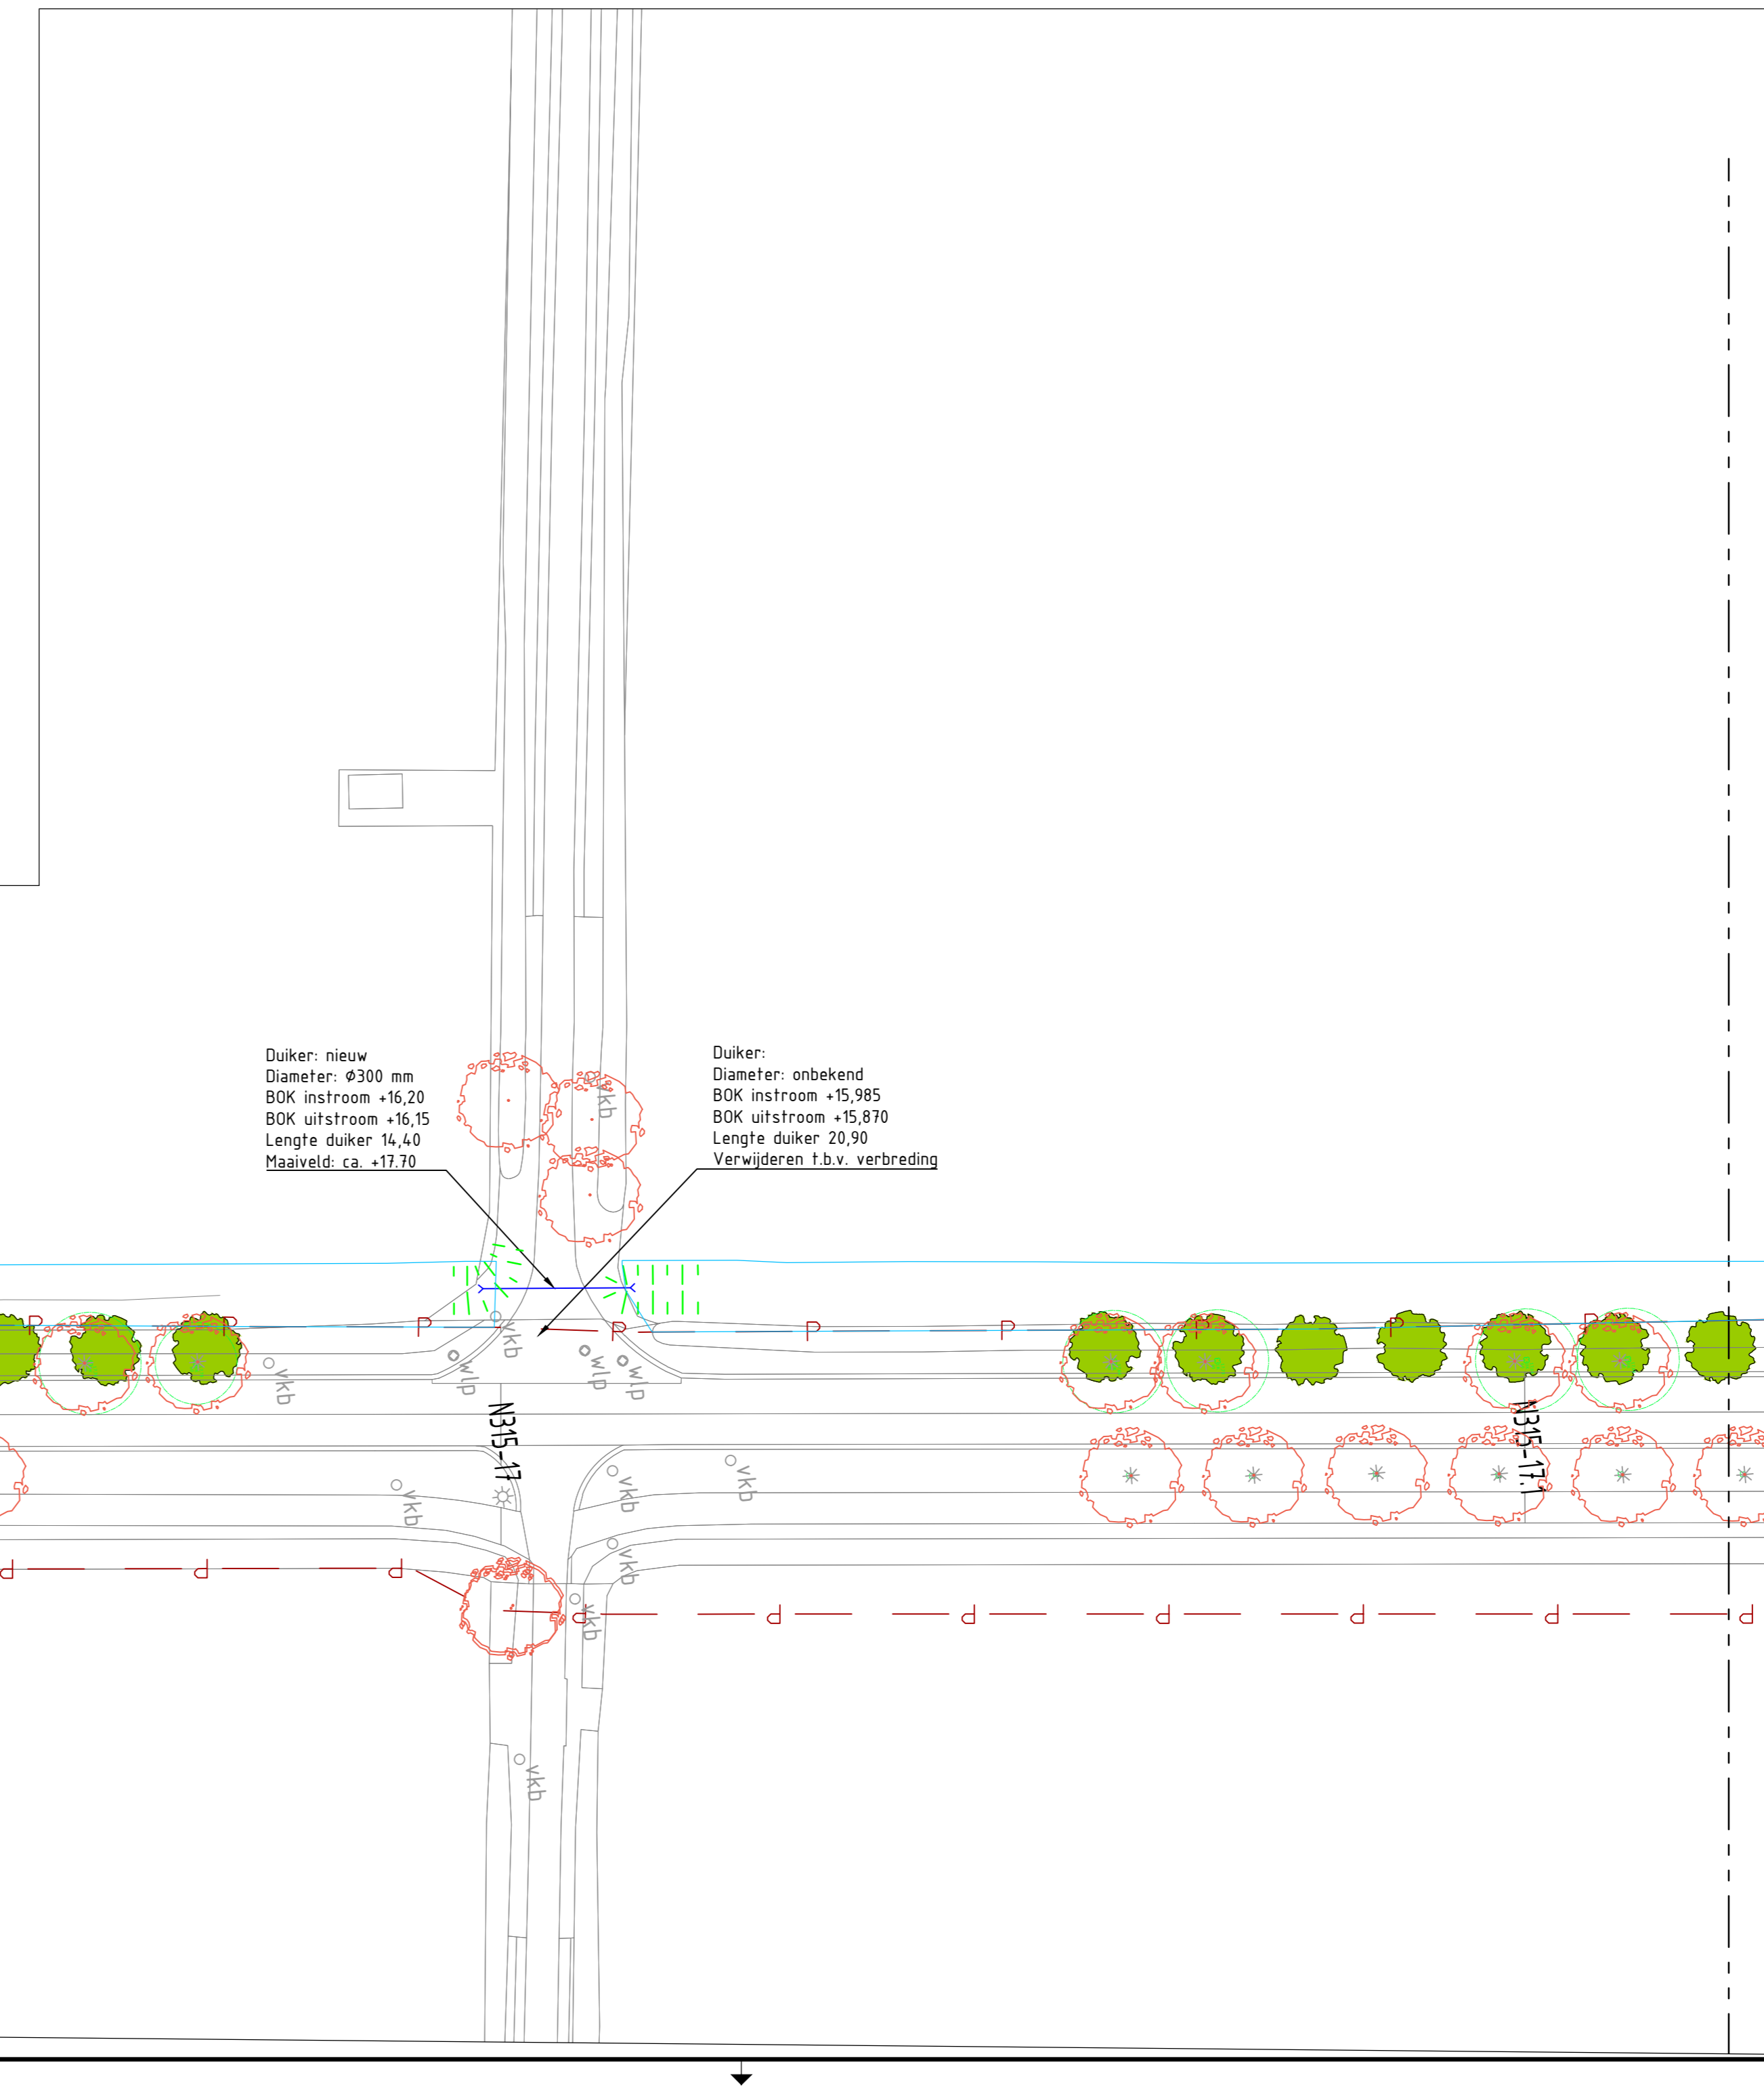 Duiker: nieuw
Diameter: Ø300 mm
BOK instroom +16,20
BOK uitstroom +16,15
Lengte duiker 14,40
Maaiveld: ca. +17.70
Duiker:
Diameter: onbekend
BOK instroom +15,985
BOK uitstroom +15,870
Lengte duiker 20,90
Verwijderen t.b.v. verbreding
vkb
P
P
P
P
P
P
P
P
P
vkb
vkb
wlp
wlp
wlp
N315-17
N315-17.1
vkb
vkb
vkb
vkb
P
P
P
P
P
P
P
P
P
P
vkb
vkb